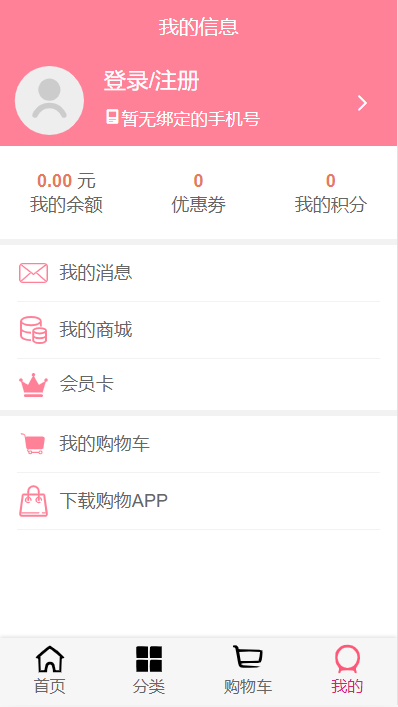 我的信息
登录/注册
暂无绑定的手机号
0.00 元
0
0
我的余额
优惠券
我的积分
我的消息
我的商城
会员卡
我的购物车
下载购物APP
首页
分类
购物车
我的